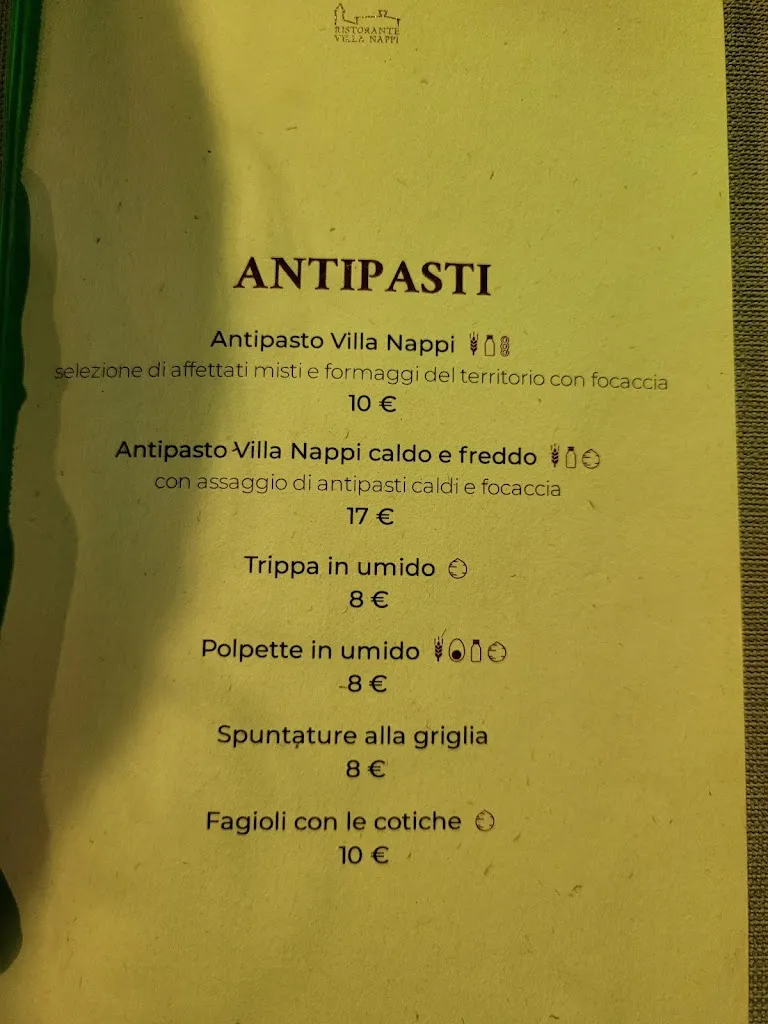 RISTORANTE
VILLA NAPPI
ANTIPASTI
Antipasto Villa Nappi
selezione di affettati misti e formaggi del territorio con focaccia
10 €
Antipasto Villa Nappi caldo e freddo
con assaggio di antipasti caldi e focaccia
17 €
Trippa in umido
8 €
Polpette in umido
8 €
Spuntature alla griglia
8 €
Fagioli con le cotiche
10 €